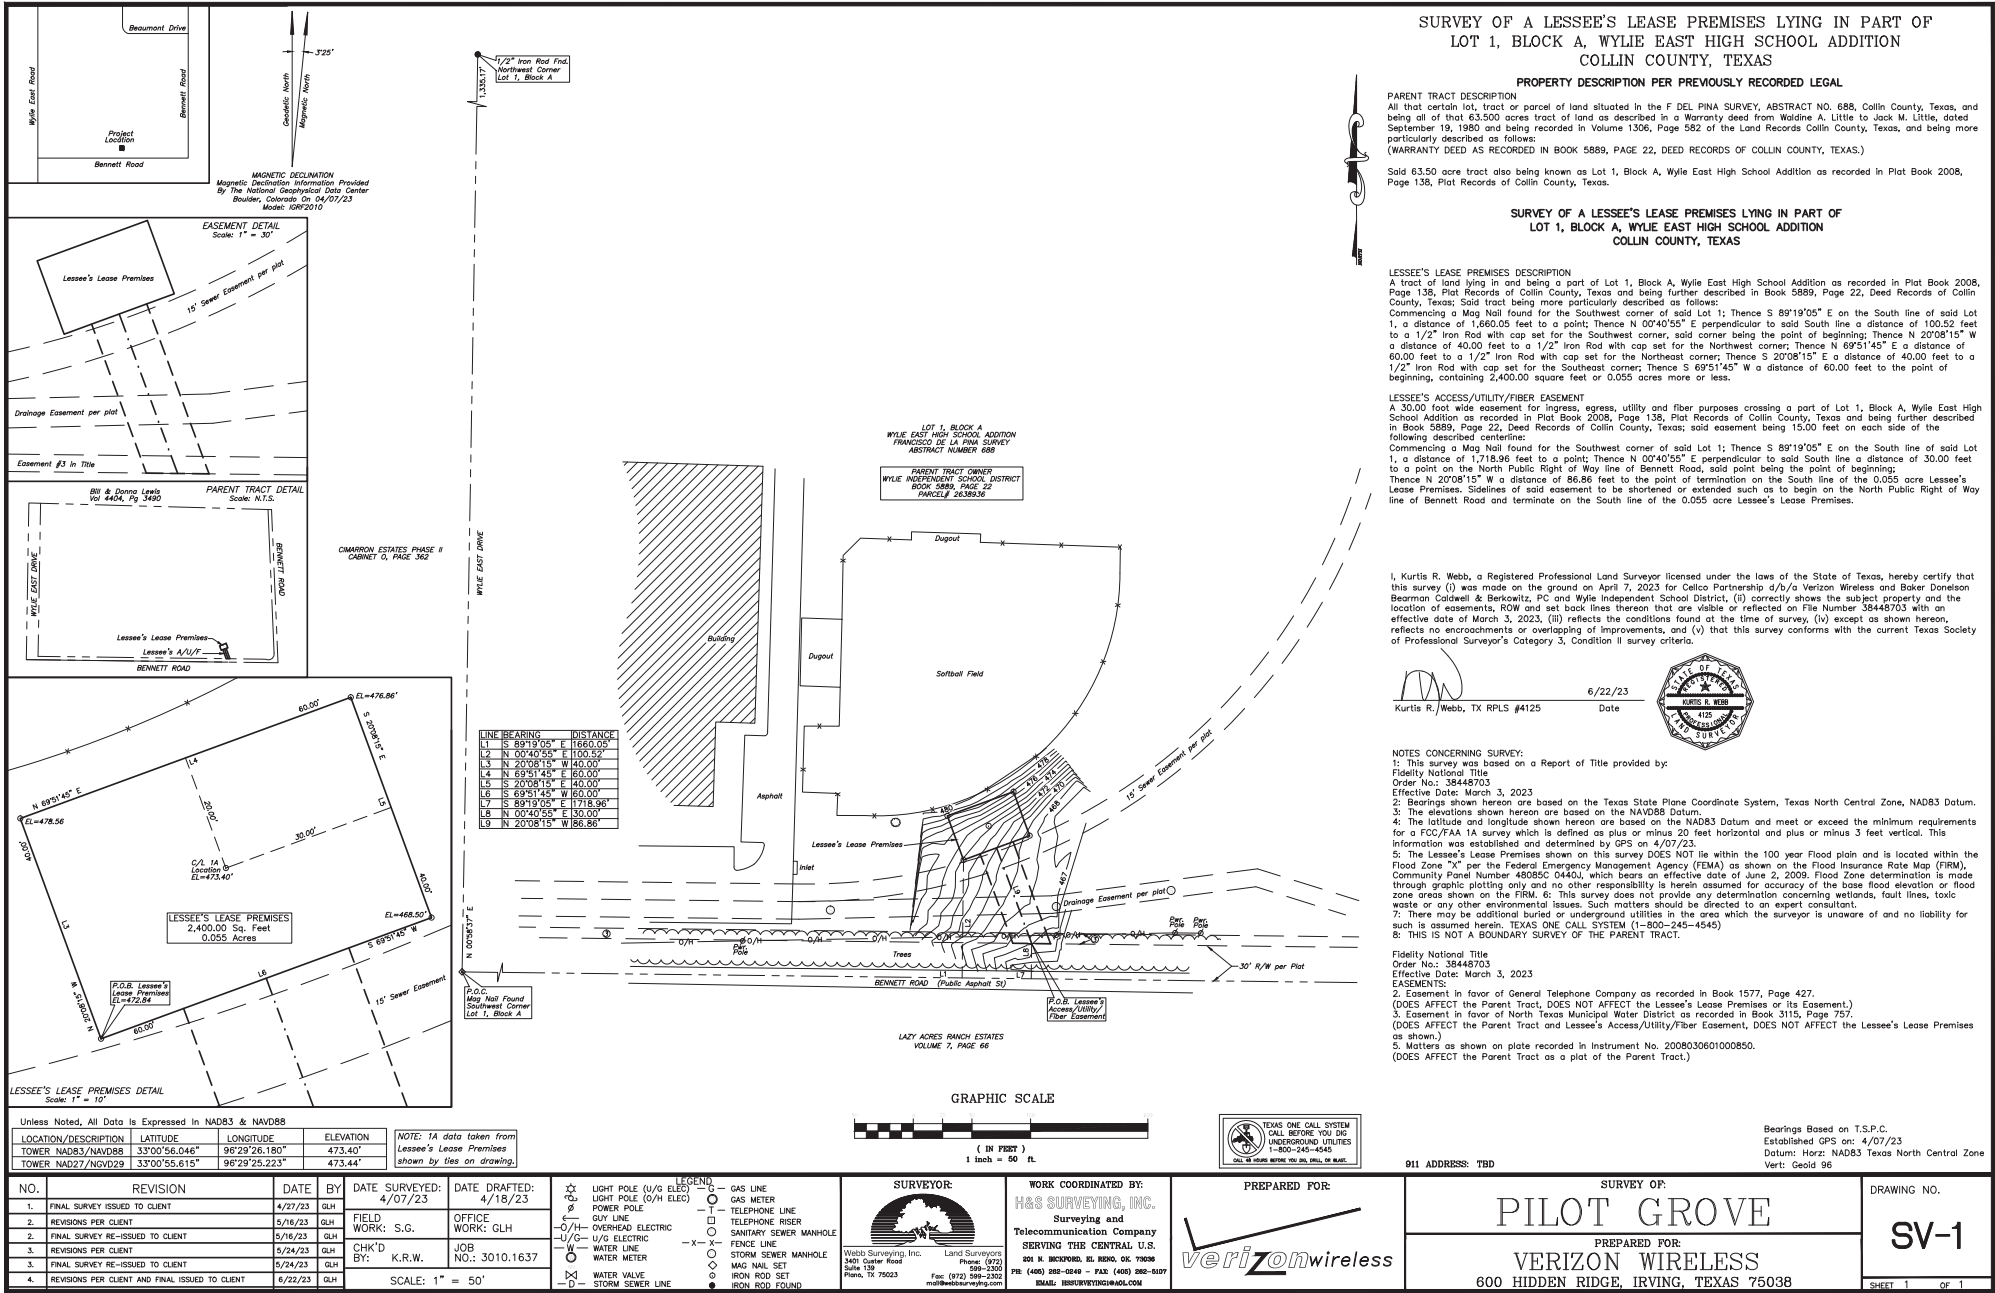 Beaumont Drive
Wylie East Road
Bennett Road
Project
Location
Bennett Road
3°25'
Geodetic North
Magnetic North
MAGNETIC DECLINATION
Magnetic Declination Information Provided
By The National Geophysical Data Center
Boulder, Colorado On 04/07/23
Model: IGRF2010
EASEMENT DETAIL
Scale: 1" = 30'
Lessee's Lease Premises
15' Sewer Easement per plat
Drainage Easement per plat
Easement #3 In Title
Bill & Donna Lewis
Vol 4404, Pg 3490
PARENT TRACT DETAIL
Scale: N.T.S.
WYLIE EAST DRIVE
BENNETT ROAD
Lessee's Lease Premises
Lessee's A/U/F
BENNETT ROAD
EL=476.86'
60.00'
S 20°08'15" E
L4
N 69°51'45" E
EL=478.56
20.00'
L5
30.00'
40.00'
C/L 1A
Location
EL=473.40'
40.00'
LESSEE'S LEASE PREMISES
2,400.00 Sq. Feet
0.055 Acres
EL=468.50'
L3
S 69°51'45" W
L6
P.O.B. Lessee's
Lease Premises
EL=472.84
N 20°08'15" W
60.00'
15' Sewer Easement
LESSEE'S LEASE PREMISES DETAIL
Scale: 1" = 10'
Unless Noted, All Data Is Expressed In NAD83 & NAVD88
LOCATION/DESCRIPTION LATITUDE LONGITUDE ELEVATION
TOWER NAD83/NAVD88 33°00'56.046" 96°29'26.180" 473.40'
TOWER NAD27/NGVD29 33°00'55.615" 96°29'25.223" 473.44'
NOTE: 1A data taken from
Lessee's Lease Premises
shown by ties on drawing.
1/2" Iron Rod Fnd.
Northwest Corner
Lot 1, Block A
1,335.17'
CIMARRON ESTATES PHASE II
CABINET O, PAGE 362
WYLIE EAST DRIVE
N 00°58'37" E
LINE BEARING DISTANCE
L1 S 89°19'05" E 1660.05'
L2 N 00°40'55" E 100.52'
L3 N 20°08'15" W 40.00'
L4 N 69°51'45" E 60.00'
L5 S 20°08'15" E 40.00'
L6 S 69°51'45" W 60.00'
L7 S 89°19'05" E 1718.96'
L8 N 00°40'55" E 30.00'
L9 N 20°08'15" W 86.86'
LOT 1, BLOCK A
WYLIE EAST HIGH SCHOOL ADDITION
FRANCISCO DE LA PINA SURVEY
ABSTRACT NUMBER 688
PARENT TRACT OWNER
WYLIE INDEPENDENT SCHOOL DISTRICT
BOOK 5889, PAGE 22
PARCEL# 2638936
Dugout
Building
Dugout
Softball Field
Asphalt
Inlet
480
478
476
474
472
470
468
467
15' Sewer Easement per plat
Lessee's Lease Premises
L9
L2
Drainage Easement per plat
Pwr. Pole
Pwr. Pole
3
O/H
O/H
Pwr.
Pole
O/H
O/H
O/H
O/H
O/H
3
L8
Trees
30' R/W per Plat
L1
L7
BENNETT ROAD (Public Asphalt St)
P.O.C.
Mag Nail Found
Southwest Corner
Lot 1, Block A
P.O.B. Lessee's
Access/Utility/
Fiber Easement
LAZY ACRES RANCH ESTATES
VOLUME 7, PAGE 66
GRAPHIC SCALE
( IN FEET )
1 inch = 50 ft.
TEXAS ONE CALL SYSTEM
CALL BEFORE YOU DIG
UNDERGROUND UTILITIES
1-800-245-4545
CALL 48 HOURS BEFORE YOU DIG, DRILL, OR BLAST.
NORTH
SURVEY OF A LESSEE'S LEASE PREMISES LYING IN PART OF
LOT 1, BLOCK A, WYLIE EAST HIGH SCHOOL ADDITION
COLLIN COUNTY, TEXAS
PROPERTY DESCRIPTION PER PREVIOUSLY RECORDED LEGAL
PARENT TRACT DESCRIPTION
All that certain lot, tract or parcel of land situated in the F DEL PINA SURVEY, ABSTRACT NO. 688, Collin County, Texas, and
being all of that 63.500 acres tract of land as described in a Warranty deed from Waldine A. Little to Jack M. Little, dated
September 19, 1980 and being recorded in Volume 1306, Page 582 of the Land Records Collin County, Texas, and being more
particularly described as follows:
(WARRANTY DEED AS RECORDED IN BOOK 5889, PAGE 22, DEED RECORDS OF COLLIN COUNTY, TEXAS.)
Said 63.50 acre tract also being known as Lot 1, Block A, Wylie East High School Addition as recorded in Plat Book 2008,
Page 138, Plat Records of Collin County, Texas.
SURVEY OF A LESSEE'S LEASE PREMISES LYING IN PART OF
LOT 1, BLOCK A, WYLIE EAST HIGH SCHOOL ADDITION
COLLIN COUNTY, TEXAS
LESSEE'S LEASE PREMISES DESCRIPTION
A tract of land lying in and being a part of Lot 1, Block A, Wylie East High School Addition as recorded in Plat Book 2008,
Page 138, Plat Records of Collin County, Texas and being further described in Book 5889, Page 22, Deed Records of Collin
County, Texas; Said tract being more particularly described as follows:
Commencing a Mag Nail found for the Southwest corner of said Lot 1; Thence S 89°19'05" E on the South line of said Lot
1, a distance of 1,660.05 feet to a point; Thence N 00°40'55" E perpendicular to said South line a distance of 100.52 feet
to a 1/2" Iron Rod with cap set for the Southwest corner, said corner being the point of beginning; Thence N 20°08'15" W
a distance of 40.00 feet to a 1/2" Iron Rod with cap set for the Northwest corner; Thence N 69°51'45" E a distance of
60.00 feet to a 1/2" Iron Rod with cap set for the Northeast corner; Thence S 20°08'15" E a distance of 40.00 feet to a
1/2" Iron Rod with cap set for the Southeast corner; Thence S 69°51'45" W a distance of 60.00 feet to the point of
beginning, containing 2,400.00 square feet or 0.055 acres more or less.
LESSEE'S ACCESS/UTILITY/FIBER EASEMENT
A 30.00 foot wide easement for ingress, egress, utility and fiber purposes crossing a part of Lot 1, Block A, Wylie East High
School Addition as recorded in Plat Book 2008, Page 138, Plat Records of Collin County, Texas and being further described
in Book 5889, Page 22, Deed Records of Collin County, Texas; said easement being 15.00 feet on each side of the
following described centerline:
Commencing a Mag Nail found for the Southwest corner of said Lot 1; Thence S 89°19'05" E on the South line of said Lot
1, a distance of 1,718.96 feet to a point; Thence N 00°40'55" E perpendicular to said South line a distance of 30.00 feet
to a point on the North Public Right of Way line of Bennett Road, said point being the point of beginning;
Thence N 20°08'15" W a distance of 86.86 feet to the point of termination on the South line of the 0.055 acre Lessee's
Lease Premises. Sidelines of said easement to be shortened or extended such as to begin on the North Public Right of Way
line of Bennett Road and terminate on the South line of the 0.055 acre Lessee's Lease Premises.
I, Kurtis R. Webb, a Registered Professional Land Surveyor licensed under the laws of the State of Texas, hereby certify that
this survey (i) was made on the ground on April 7, 2023 for Cellco Partnership d/b/a Verizon Wireless and Baker Donelson
Bearman Caldwell & Berkowitz, PC and Wylie Independent School District, (ii) correctly shows the subject property and the
location of easements, ROW and set back lines thereon that are visible or reflected on File Number 38448703 with an
effective date of March 3, 2023, (iii) reflects the conditions found at the time of survey, (iv) except as shown hereon,
reflects no encroachments or overlapping of improvements, and (v) that this survey conforms with the current Texas Society
of Professional Surveyor's Category 3, Condition II survey criteria.
6/22/23
Kurtis R. Webb, TX RPLS #4125 Date
STATE OF TEXAS
REGISTERED
KURTIS R. WEBB
4125
PROFESSIONAL
LAND SURVEYOR
NOTES CONCERNING SURVEY:
1: This survey was based on a Report of Title provided by:
Fidelity National Title
Order No.: 38448703
Effective Date: March 3, 2023
2: Bearings shown hereon are based on the Texas State Plane Coordinate System, Texas North Central Zone, NAD83 Datum.
3: The elevations shown hereon are based on the NAVD88 Datum.
4: The latitude and longitude shown hereon are based on the NAD83 Datum and meet or exceed the minimum requirements
for a FCC/FAA 1A survey which is defined as plus or minus 20 feet horizontal and plus or minus 3 feet vertical. This
information was established and determined by GPS on 4/07/23.
5: The Lessee's Lease Premises shown on this survey DOES NOT lie within the 100 year Flood plain and is located within the
Flood Zone "X" per the Federal Emergency Management Agency (FEMA) as shown on the Flood Insurance Rate Map (FIRM),
Community Panel Number 48085C 0440J, which bears an effective date of June 2, 2009. Flood Zone determination is made
through graphic plotting only and no other responsibility is herein assumed for accuracy of the base flood elevation or flood
zone areas shown on the FIRM. 6: This survey does not provide any determination concerning wetlands, fault lines, toxic
waste or any other environmental issues. Such matters should be directed to an expert consultant.
7: There may be additional buried or underground utilities in the area which the surveyor is unaware of and no liability for
such is assumed herein. TEXAS ONE CALL SYSTEM (1-800-245-4545)
8: THIS IS NOT A BOUNDARY SURVEY OF THE PARENT TRACT.
Fidelity National Title
Order No.: 38448703
Effective Date: March 3, 2023
EASEMENTS:
2. Easement in favor of General Telephone Company as recorded in Book 1577, Page 427.
(DOES AFFECT the Parent Tract, DOES NOT AFFECT the Lessee's Lease Premises or its Easement.)
3. Easement in favor of North Texas Municipal Water District as recorded in Book 3115, Page 757.
(DOES AFFECT the Parent Tract and Lessee's Access/Utility/Fiber Easement, DOES NOT AFFECT the Lessee's Lease Premises
as shown.)
5. Matters as shown on plate recorded in Instrument No. 2008030601000850.
(DOES AFFECT the Parent Tract as a plat of the Parent Tract.)
Bearings Based on T.S.P.C.
Established GPS on: 4/07/23
Datum: Horz: NAD83 Texas North Central Zone
Vert: Geoid 96
911 ADDRESS: TBD
NO. REVISION DATE BY
1. FINAL SURVEY ISSUED TO CLIENT 4/27/23 GLH
2. REVISIONS PER CLIENT 5/16/23 GLH
2. FINAL SURVEY RE-ISSUED TO CLIENT 5/16/23 GLH
3. REVISIONS PER CLIENT 5/24/23 GLH
3. FINAL SURVEY RE-ISSUED TO CLIENT 5/24/23 GLH
4. REVISIONS PER CLIENT AND FINAL ISSUED TO CLIENT 6/22/23 GLH
DATE SURVEYED:
4/07/23
DATE DRAFTED:
4/18/23
FIELD
WORK: S.G.
OFFICE
WORK: GLH
CHK'D
BY: K.R.W.
JOB
NO.: 3010.1637
SCALE: 1" = 50'
LEGEND
LIGHT POLE (U/G ELEC)
LIGHT POLE (O/H ELEC)
POWER POLE
GUY LINE
—O/H— OVERHEAD ELECTRIC
—U/G— U/G ELECTRIC
—W— WATER LINE
WATER METER
WATER VALVE
—D— STORM SEWER LINE
—G— GAS LINE
GAS METER
—T— TELEPHONE LINE
TELEPHONE RISER
SANITARY SEWER MANHOLE
—X—X— FENCE LINE
STORM SEWER MANHOLE
MAG NAIL SET
IRON ROD SET
IRON ROD FOUND
SURVEYOR:
Webb Surveying, Inc.
3401 Custer Road
Suite 139
Plano, TX 75023
Land Surveyors
Phone: (972)
599-2300
Fax: (972) 599-2302
mail@webbsurveying.com
WORK COORDINATED BY:
H&S SURVEYING, INC.
Surveying and
Telecommunication Company
SERVING THE CENTRAL U.S.
201 N. BICKFORD, EL RENO, OK. 73036
PH: (405) 262-0249 - FAX: (405) 262-5107
EMAIL: HSSURVEYING1@AOL.COM
PREPARED FOR:
verizonwireless
SURVEY OF:
PILOT GROVE
PREPARED FOR:
VERIZON WIRELESS
600 HIDDEN RIDGE, IRVING, TEXAS 75038
DRAWING NO.
SV-1
SHEET 1 OF 1